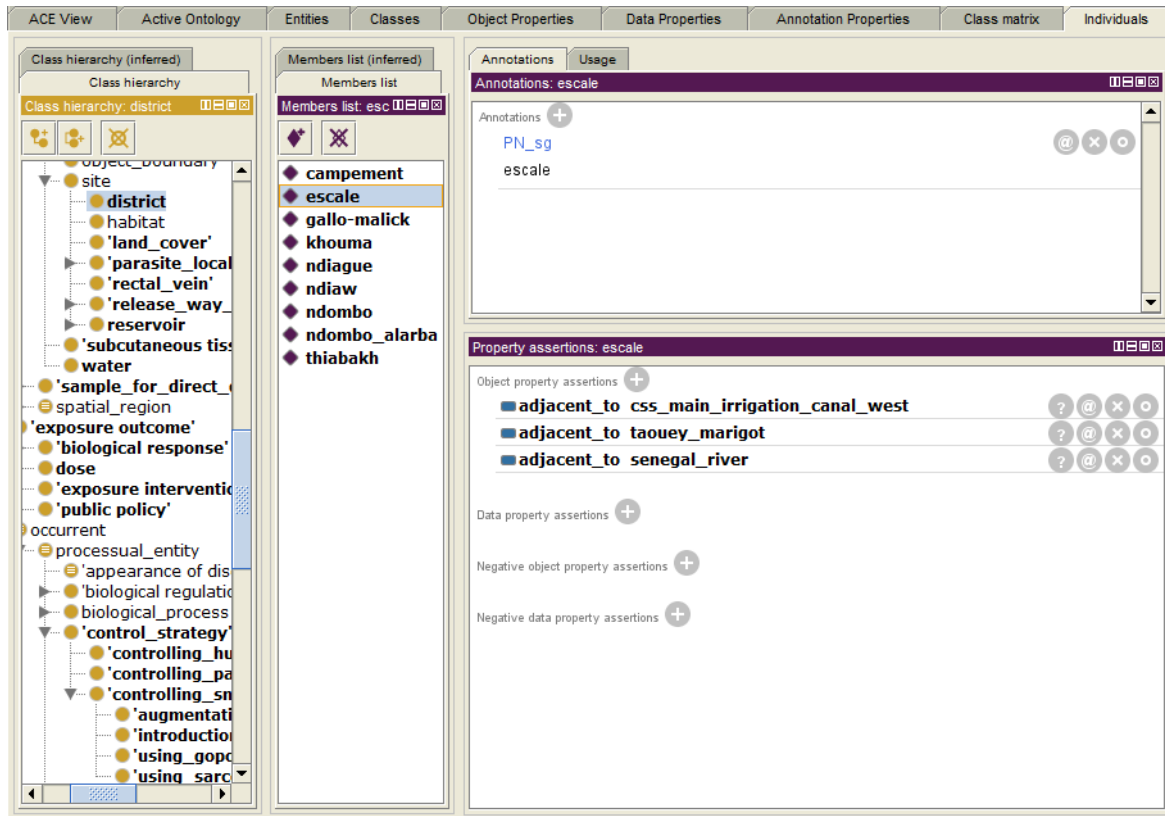 ACE View
Active Ontology
Entities
Classes
Object Properties
Data Properties
Annotation Properties
Class matrix
Individuals
Class hierarchy (inferred)
Class hierarchy
Class hierarchy: district
object_boundary
site
district
habitat
'land_cover'
'parasite_local
'rectal_vein'
'release_way_
reservoir
'subcutaneous tis
water
'sample_for_direct_
spatial_region
'exposure outcome'
'biological response'
dose
'exposure interventio
'public policy'
occurrent
processual_entity
'appearance of dis
'biological regulatio
biological_process
'control_strategy'
'controlling_hu
'controlling_pa
'controlling_sn
'augmentati
'introduction
'using_gopo
'using_sarc
Members list (inferred)
Members list
Members list: esc
campement
escale
gallo-malick
khouma
ndiague
ndiaw
ndombo
ndombo_alarba
thiabakh
Annotations
Usage
Annotations: escale
Annotations
PN_sg
escale
Property assertions: escale
Object property assertions
adjacent_to css_main_irrigation_canal_west
adjacent_to taouey_marigot
adjacent_to senegal_river
Data property assertions
Negative object property assertions
Negative data property assertions